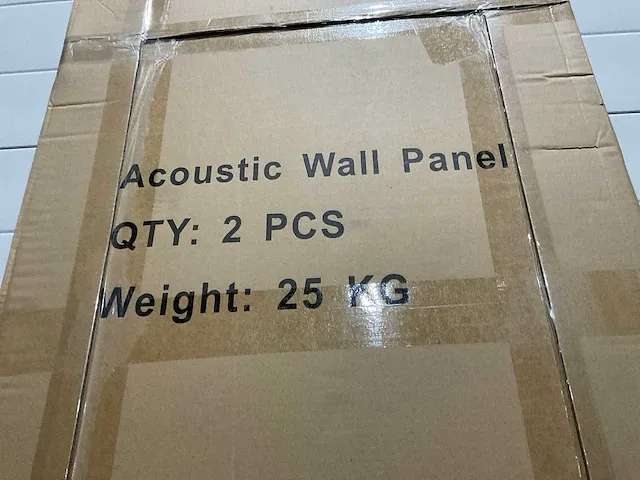 Acoustic Wall Panel
QTY: 2 PCS
Weight: 25 KG